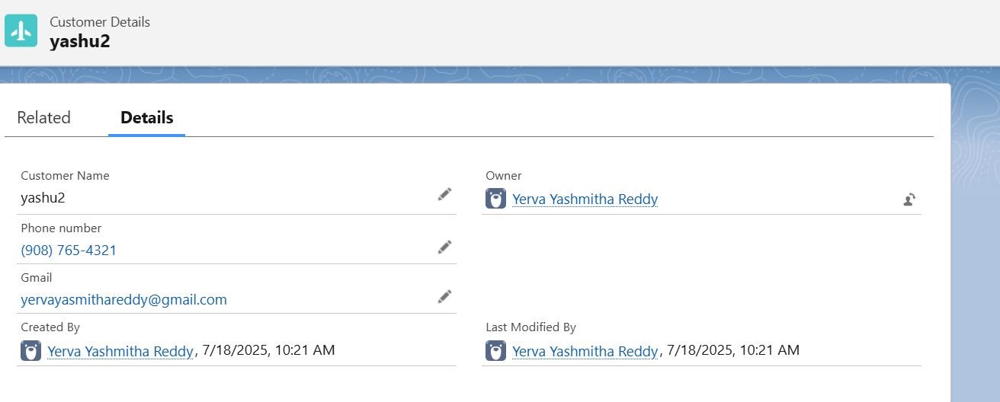 Customer Details
yashu2
Related Details
Customer Name
yashu2
Owner
Yerva Yashmitha Reddy
Phone number
(908) 765-4321
Gmail
yervayasmithareddy@gmail.com
Created By
Yerva Yashmitha Reddy, 7/18/2025, 10:21 AM
Last Modified By
Yerva Yashmitha Reddy, 7/18/2025, 10:21 AM